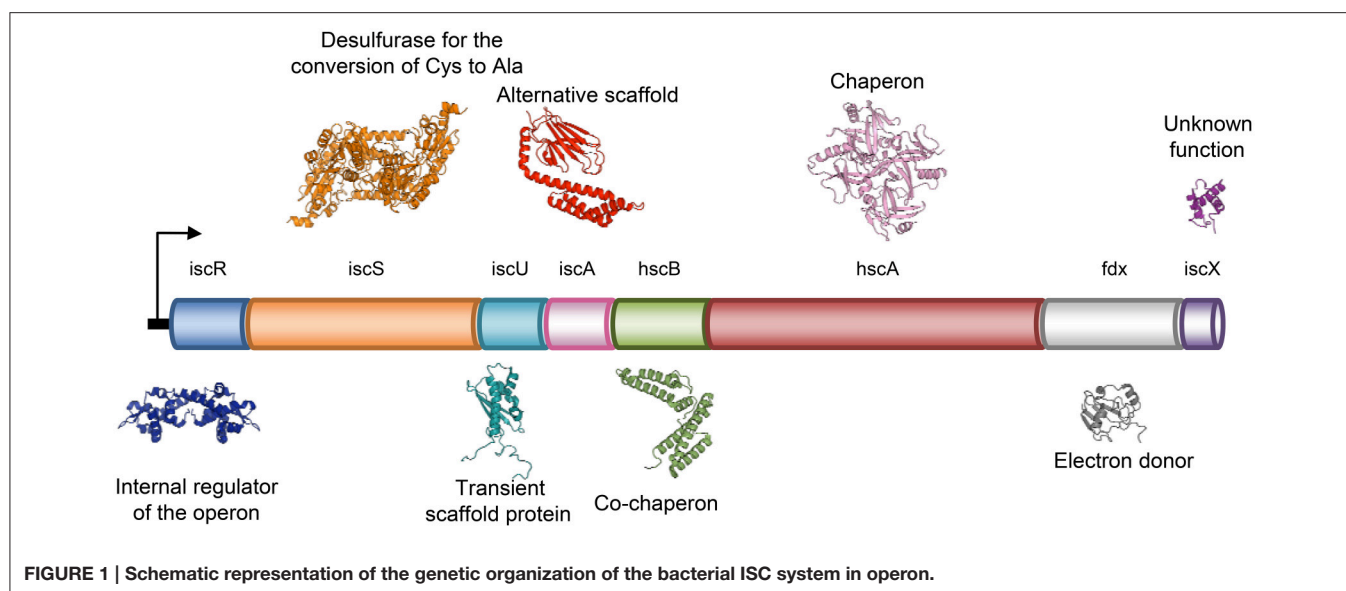 Desulfurase for the
conversion of Cys to Ala
Alternative scaffold
Chaperon
Unknown
function
iscR
iscS
iscU
iscA
hscB
hscA
fdx
iscX
Internal regulator
of the operon
Transient
scaffold protein
Co-chaperon
Electron donor
FIGURE 1 | Schematic representation of the genetic organization of the bacterial ISC system in operon.